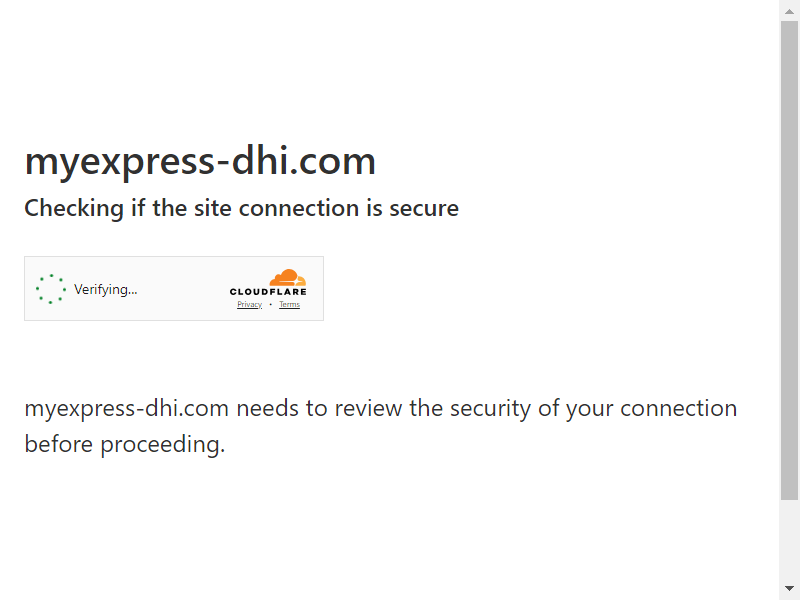 myexpress-dhi.com
Checking if the site connection is secure
Verifying...
CLOUDFLARE
Privacy • Terms
myexpress-dhi.com needs to review the security of your connection
before proceeding.